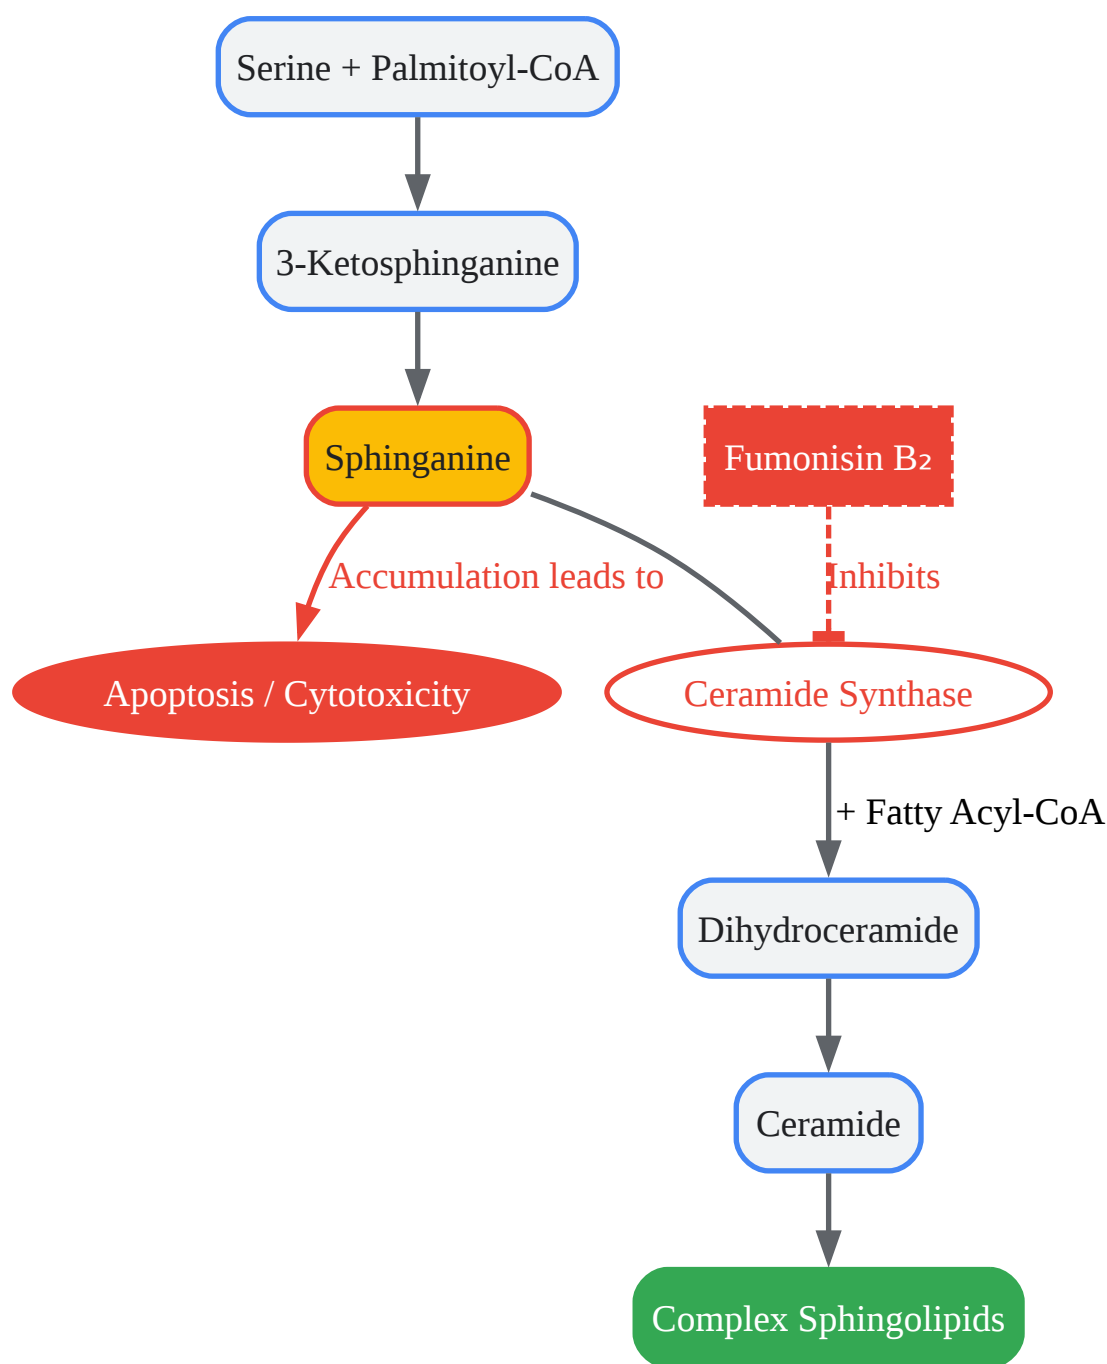 Serine + Palmitoyl-CoA
3-Ketosphinganine
Sphinganine
Fumonisin B₂
Accumulation leads to
Inhibits
Apoptosis / Cytotoxicity
Ceramide Synthase
+ Fatty Acyl-CoA
Dihydroceramide
Ceramide
Complex Sphingolipids